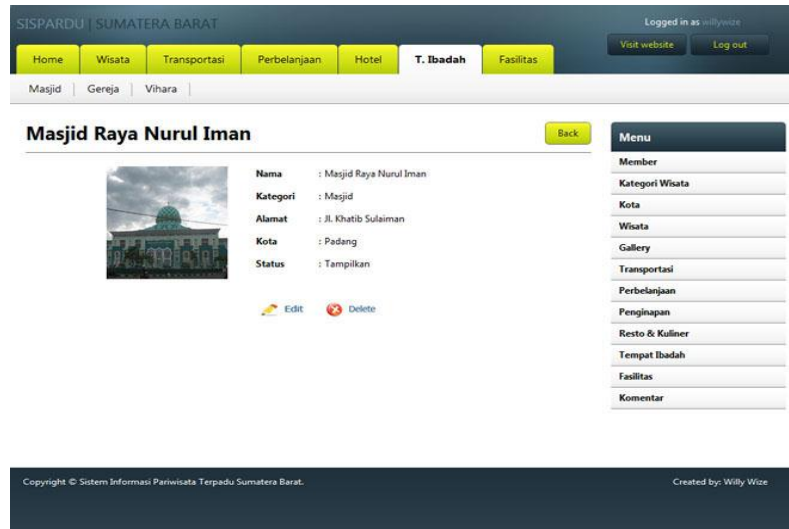 SISPARDU | SUMATERA BARAT
Logged in as willywize
Visit website Log out
Home Wisata Transportasi Perbelanjaan Hotel T. Ibadah Fasilitas
Masjid Gereja Vihara
Masjid Raya Nurul Iman
Back
Nama : Masjid Raya Nurul Iman
Kategori : Masjid
Alamat : Jl. Khatib Sulaiman
Kota : Padang
Status : Tampilkan
Edit Delete
Menu
Member
Kategori Wisata
Kota
Wisata
Gallery
Transportasi
Perbelanjaan
Penginapan
Resto & Kuliner
Tempat Ibadah
Fasilitas
Komentar
Copyright © Sistem Informasi Pariwisata Terpadu Sumatera Barat.
Created by: Willy Wize